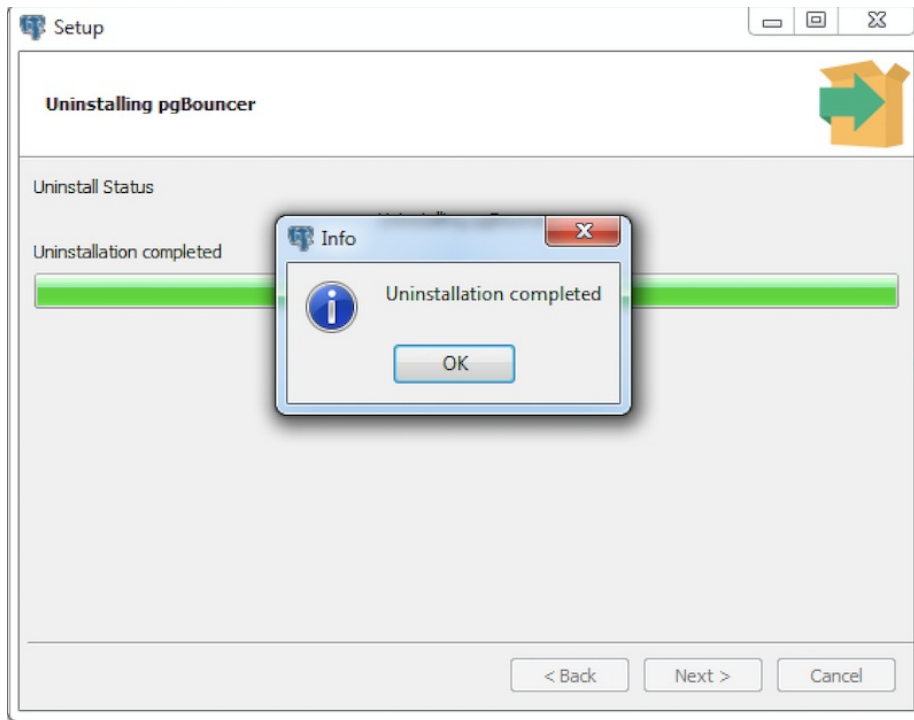 Setup
Uninstalling pgBouncer
Uninstall Status
Uninstallation completed
Info
Uninstallation completed
OK
< Back
Next >
Cancel